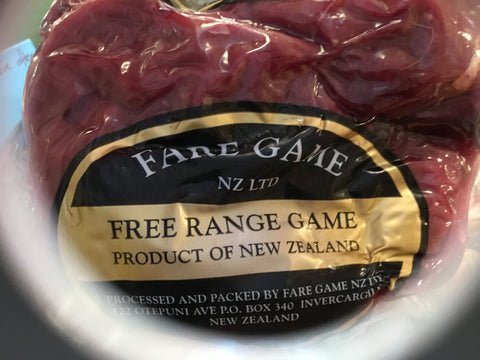 FARE GAME
NZ LTD
FREE RANGE GAME
PRODUCT OF NEW ZEALAND
PROCESSED AND PACKED BY FARE GAME NZ LTD
122 OTEPUNI AVE P.O. BOX 340 INVERCARGILL
NEW ZEALAND